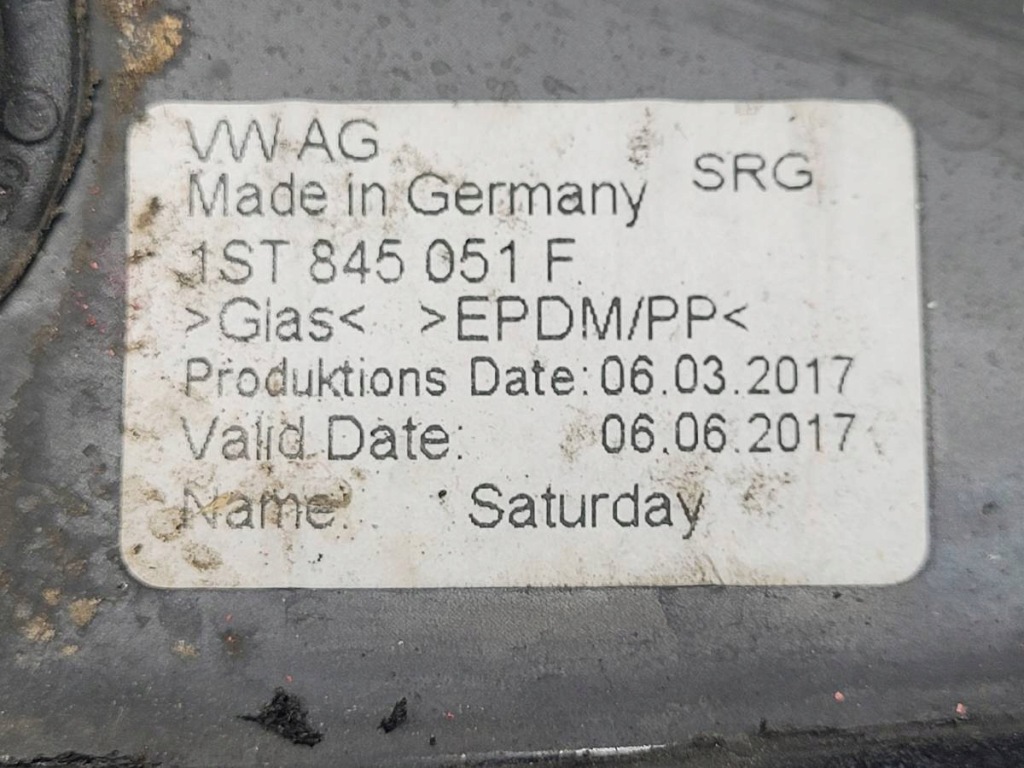 VW AG
Made in Germany SRG
1ST 845 051 F
>Glas< >EPDM/PP<
Produktions Date: 06.03.2017
Valid Date: 06.06.2017
Name: Saturday